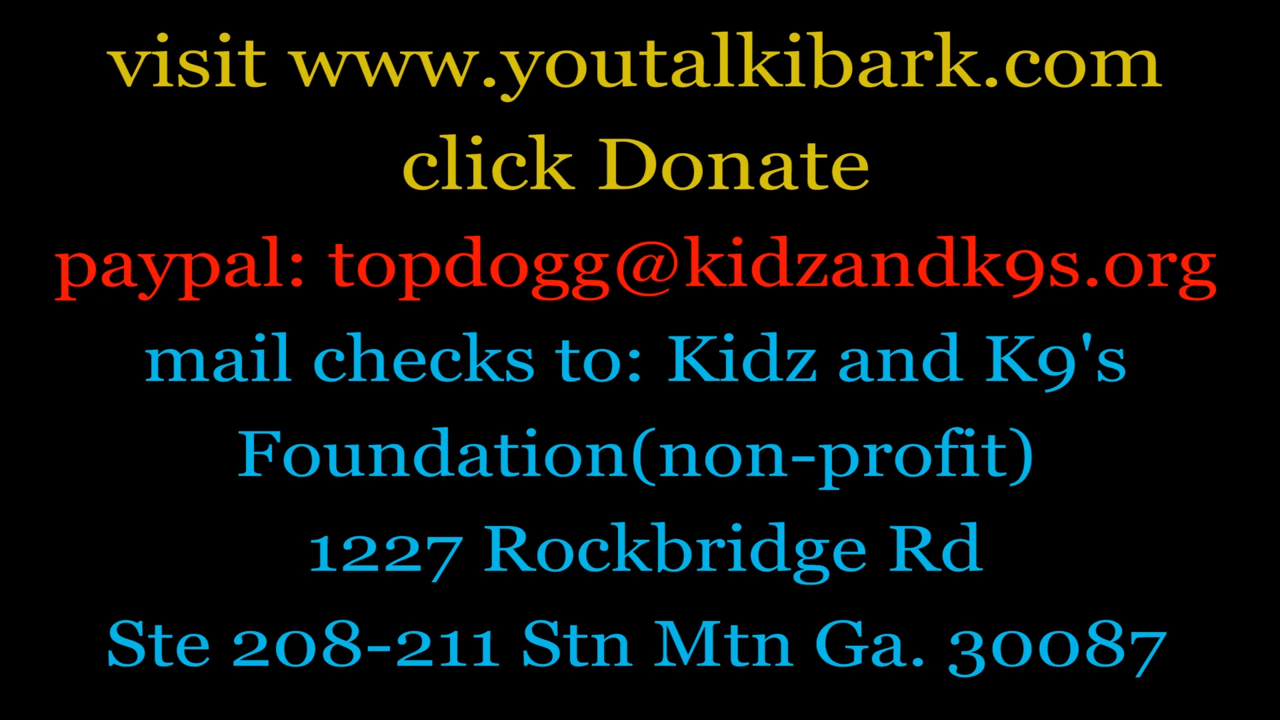 visit www.youtalkibark.com
click Donate
paypal: topdogg@kidzandk9s.org
mail checks to: Kidz and K9's
Foundation(non-profit)
1227 Rockbridge Rd
Ste 208-211 Stn Mtn Ga. 30087